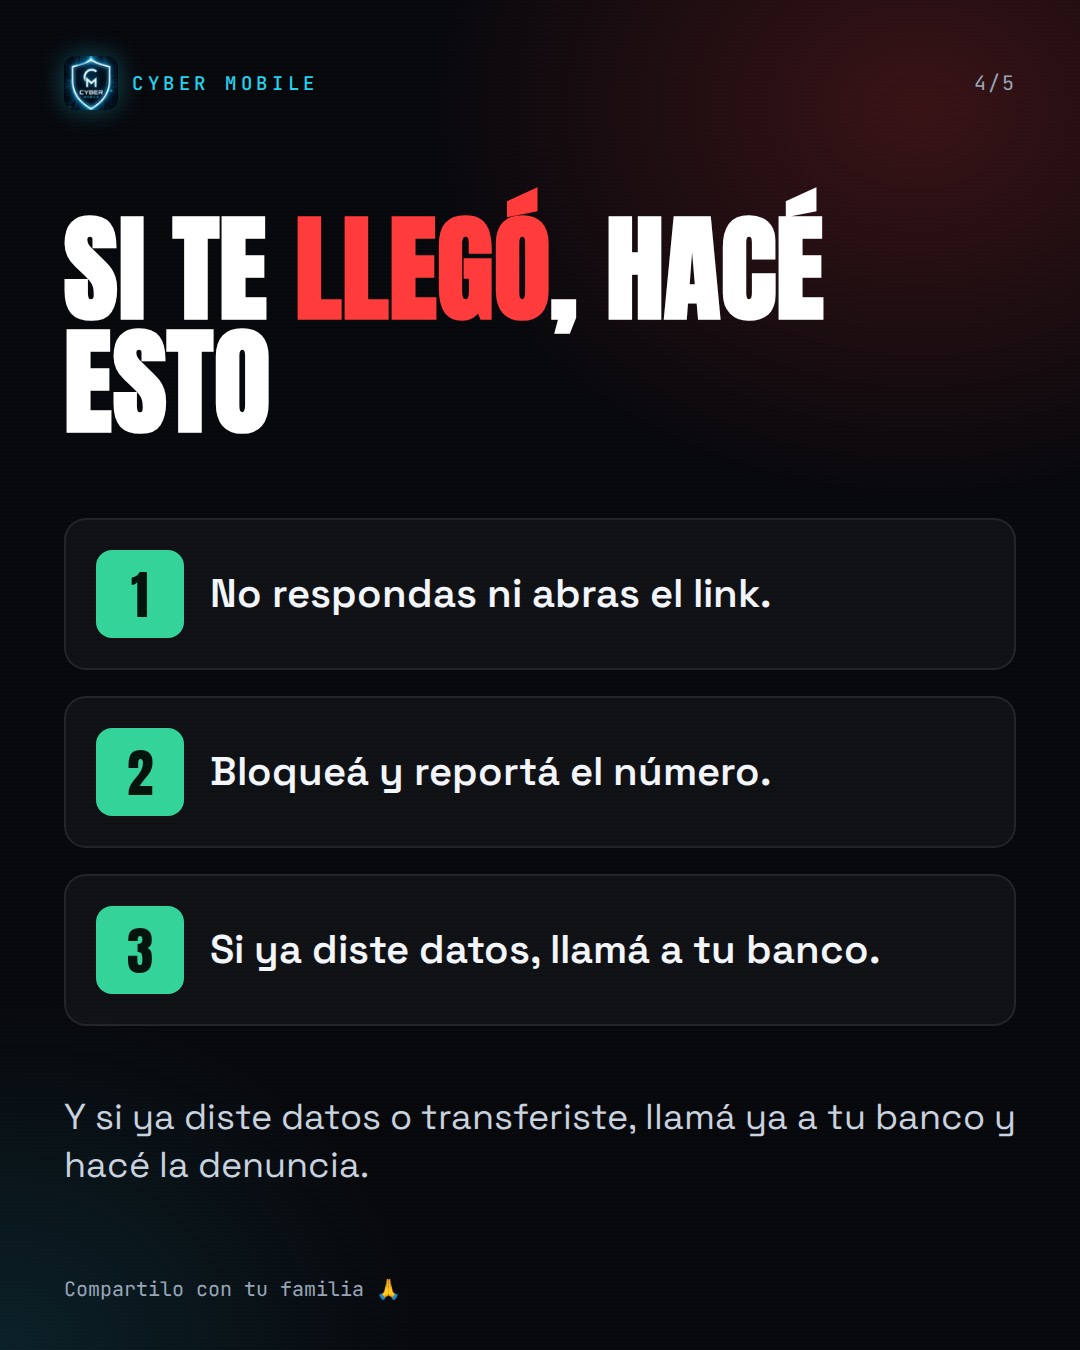 CM
CYBER
CYBER MOBILE
4/5
SI TE LLEGÓ, HACÉ
ESTO
1
No respondas ni abras el link.
2
Bloqueá y reportá el número.
3
Si ya diste datos, llamá a tu banco.
Y si ya diste datos o transferiste, llamá ya a tu banco y
hacé la denuncia.
Compartilo con tu familia 🙏